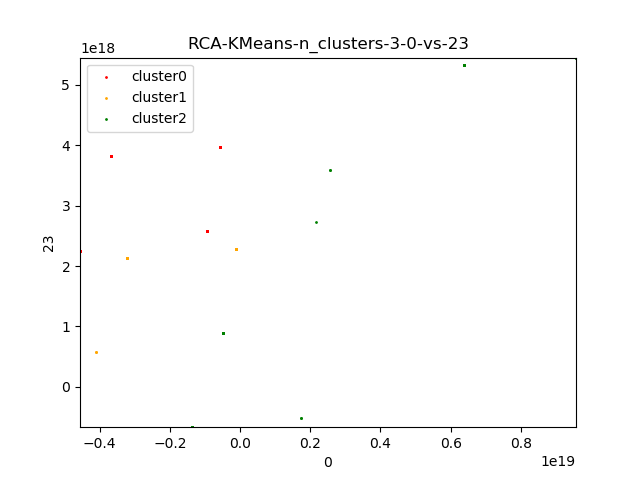 RCA-KMeans-n_clusters-3-0-vs-23
1e18
cluster0
cluster1
cluster2
5
4
3
2
1
0
23
−0.4 −0.2 0.0 0.2 0.4 0.6 0.8
0
1e19